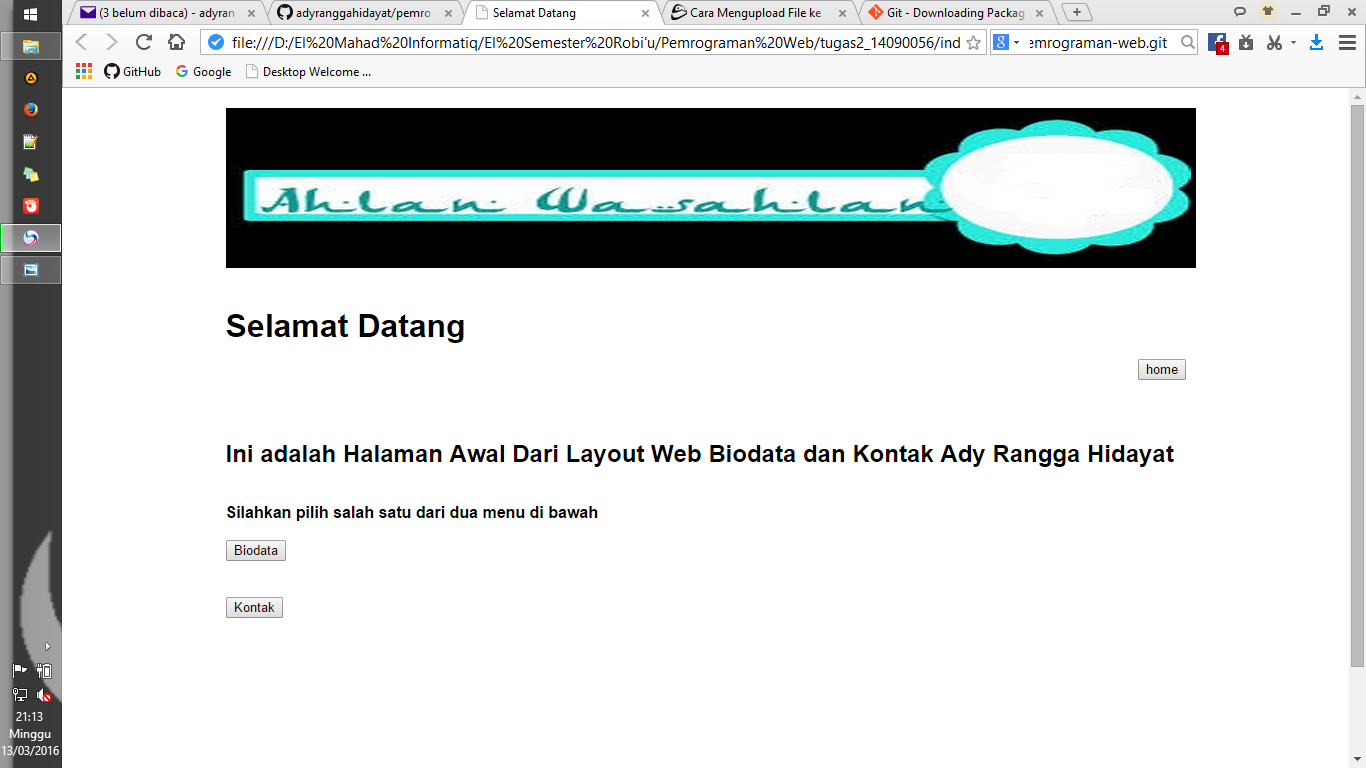 (3 belum dibaca) - adyran
adyranggahidayat/pemro
Selamat Datang
Cara Mengupload File ke
Git - Downloading Packag
file:///D:/El%20Mahad%20Informatiq/El%20Semester%20Robi'u/Pemrograman%20Web/tugas2_14090056/ind
emrograman-web.git
4
GitHub
Google
Desktop Welcome ...
Ahlan Wasahlan
Selamat Datang
home
Ini adalah Halaman Awal Dari Layout Web Biodata dan Kontak Ady Rangga Hidayat
Silahkan pilih salah satu dari dua menu di bawah
Biodata
Kontak
21:13
Minggu
13/03/2016